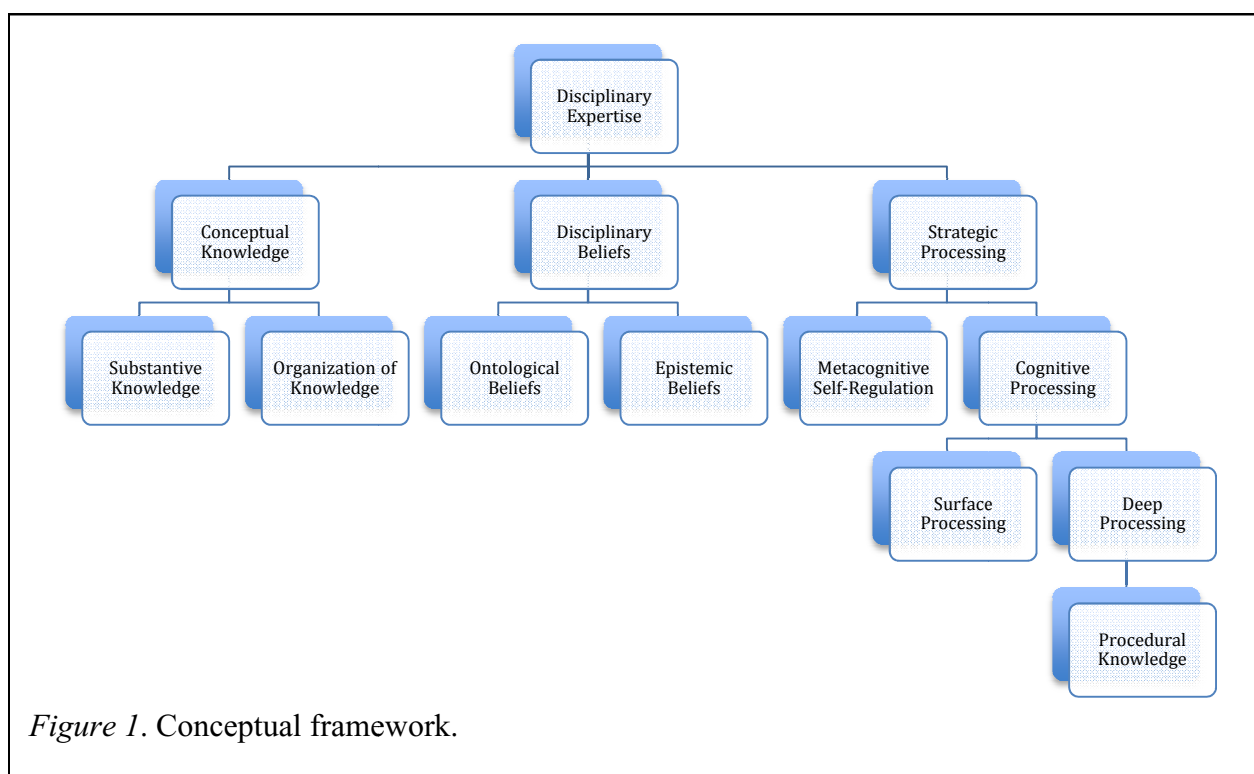 Disciplinary
Expertise
Conceptual
Knowledge
Disciplinary
Beliefs
Strategic
Processing
Substantive
Knowledge
Organization of
Knowledge
Ontological
Beliefs
Epistemic
Beliefs
Metacognitive
Self-Regulation
Cognitive
Processing
Surface
Processing
Deep
Processing
Procedural
Knowledge
Figure 1. Conceptual framework.